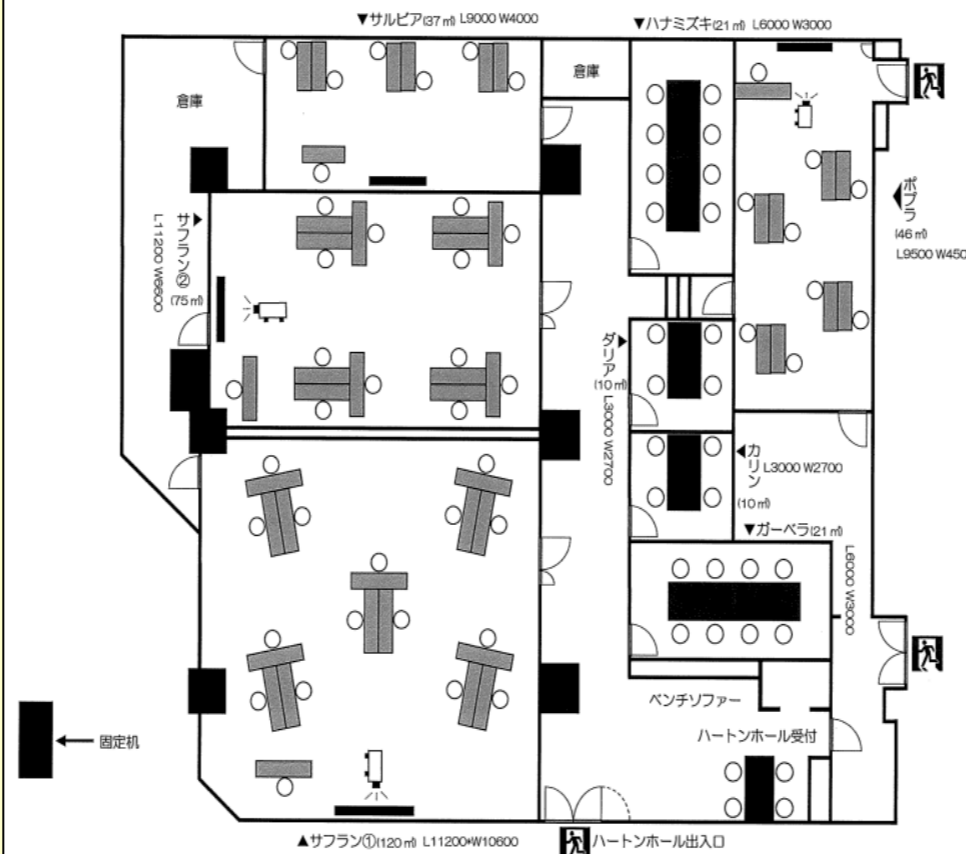 ▼サルビア(37㎡) L9000 W4000
▼ハナミズキ(21㎡) L6000 W3000
倉庫
倉庫
▲ポプラ
(46㎡)
L9500 W450
▲サフラン②
(75㎡)
L11200 W6600
▲ダリア
(10㎡)
L3000 W2700
▲カリン
L3000 W2700
(10㎡)
▼ガーベラ(21㎡)
L6000 W3000
ベンチソファー
ハートンホール受付
固定机
▲サフラン①(120㎡) L11200*W10600
ハートンホール出入口